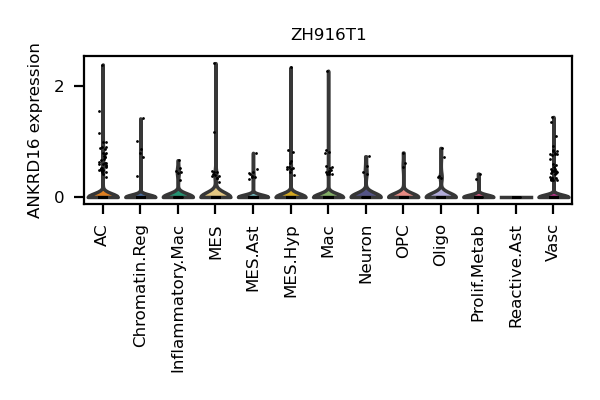 ZH916T1
ANKRD16 expression
2
0
AC
Chromatin.Reg
Inflammatory.Mac
MES
MES.Ast
MES.Hyp
Mac
Neuron
OPC
Oligo
Prolif.Metab
Reactive.Ast
Vasc